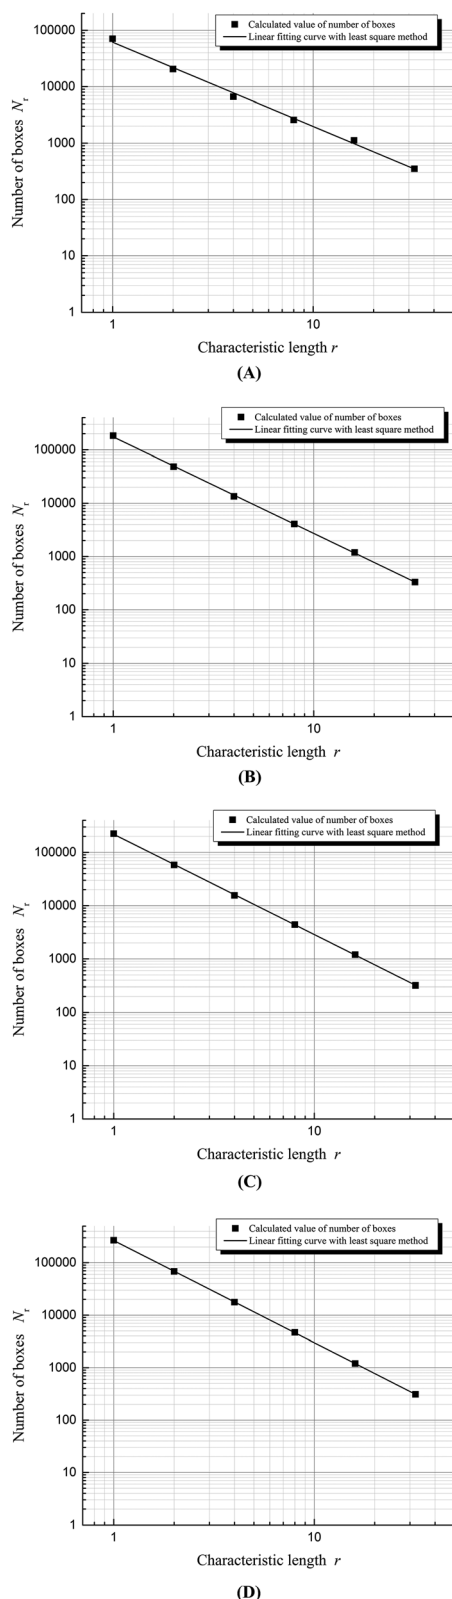 Calculated value of number of boxes
Linear fitting curve with least square method
100000
10000
1000
100
10
1
Number of boxes Nr
1 10
Characteristic length r
(A)
Calculated value of number of boxes
Linear fitting curve with least square method
100000
10000
1000
100
10
1
Number of boxes Nr
1 10
Characteristic length r
(B)
Calculated value of number of boxes
Linear fitting curve with least square method
100000
10000
1000
100
10
1
Number of boxes Nr
1 10
Characteristic length r
(C)
Calculated value of number of boxes
Linear fitting curve with least square method
100000
10000
1000
100
10
1
Number of boxes Nr
1 10
Characteristic length r
(D)